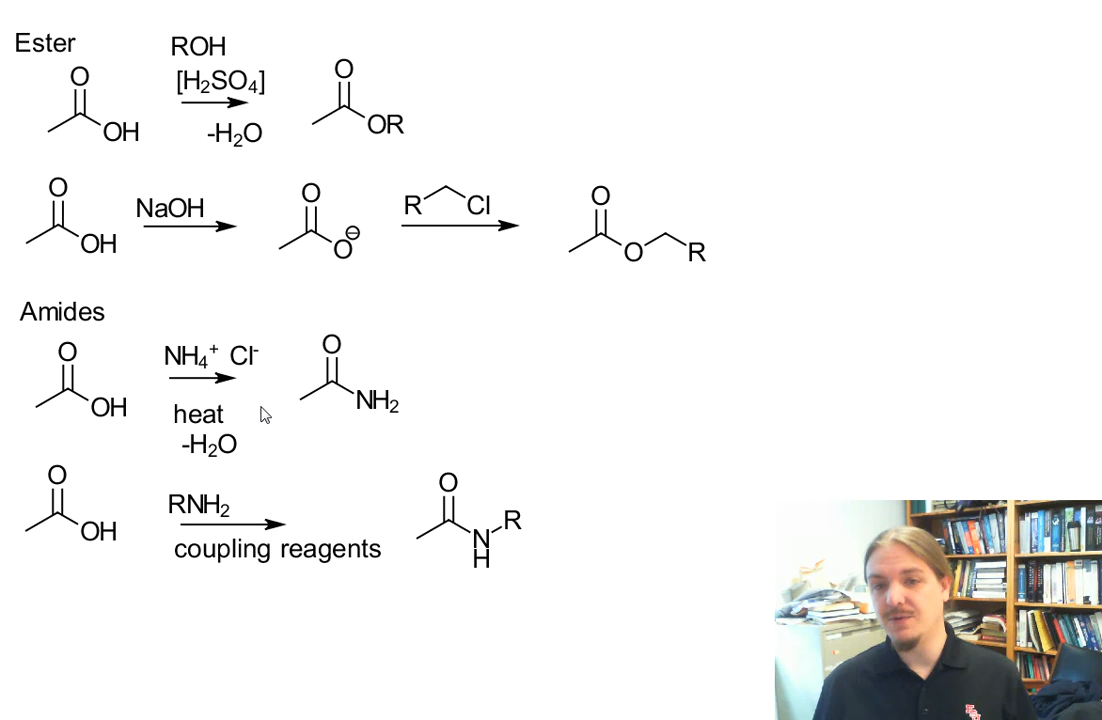 Ester
ROH
[H₂SO₄]
-H₂O
O
OH
O
OR
NaOH
O
OH
O
O⊖
R Cl
O
O R
Amides
NH₄⁺ Cl⁻
heat
-H₂O
O
OH
O
NH₂
RNH₂
coupling reagents
O
OH
O
N
H
R